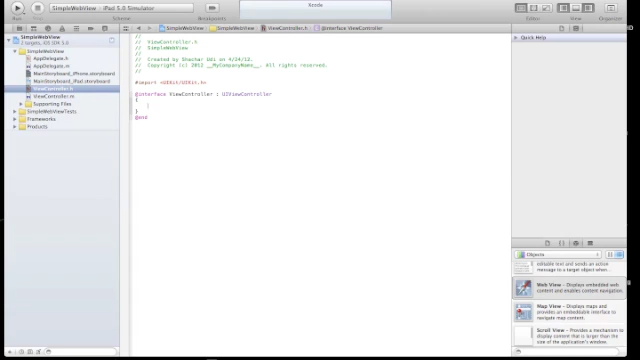 SimpleWebView
iPad 5.0 Simulator
Xcode
Scheme
Breakpoints
Editor
View
Organizer
SimpleWebView
SimpleWebView
ViewController.h
@interface ViewController
SimpleWebView
2 targets, iOS SDK 5.0
SimpleWebView
AppDelegate.h
AppDelegate.m
MainStoryboard_iPhone.storyboard
MainStoryboard_iPad.storyboard
ViewController.h
ViewController.m
Supporting Files
SimpleWebViewTests
Frameworks
Products
//
// ViewController.h
// SimpleWebView
//
// Created by Shachar Udi on 4/24/12.
// Copyright (c) 2012 __MyCompanyName__. All rights reserved.
//
#import <UIKit/UIKit.h>
@interface ViewController : UIViewController
{
}
@end
Quick Help
Objects
editable text and sends an action message to a target object when...
Web View - Displays embedded web
content and enables content navigation.
Map View - Displays maps and
provides an embeddable interface to
navigate map content.
Scroll View - Provides a mechanism
to display content that is larger than the
size of the application's window.